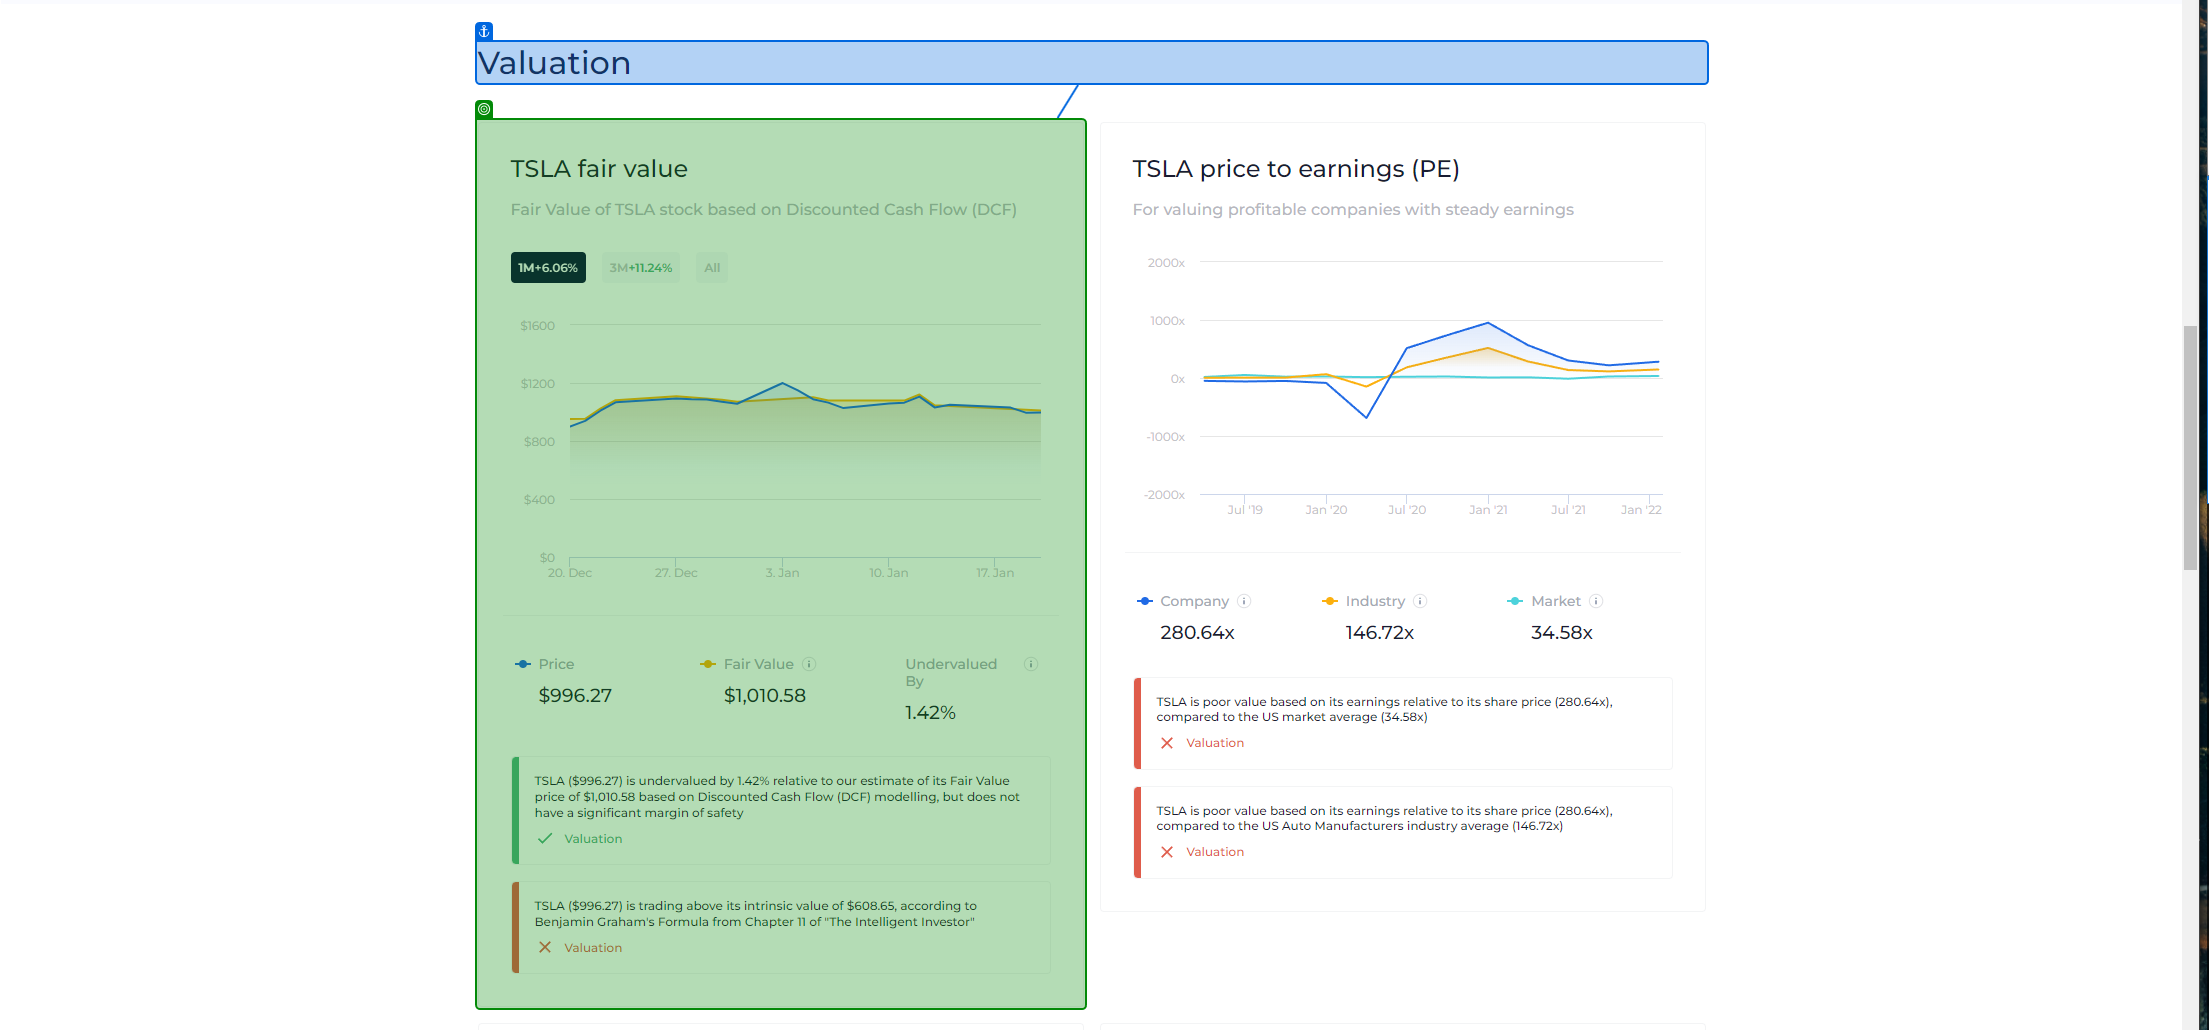 Valuation
TSLA fair value
Fair Value of TSLA stock based on Discounted Cash Flow (DCF)
1M+6.06% 3M+11.24% All
$1600
$1200
$800
$400
$0
20. Dec 27. Dec 3. Jan 10. Jan 17. Jan
Price Fair Value Undervalued By
$996.27 $1,010.58 1.42%
TSLA ($996.27) is undervalued by 1.42% relative to our estimate of its Fair Value
price of $1,010.58 based on Discounted Cash Flow (DCF) modelling, but does not
have a significant margin of safety
Valuation
TSLA ($996.27) is trading above its intrinsic value of $608.65, according to
Benjamin Graham's Formula from Chapter 11 of "The Intelligent Investor"
Valuation
TSLA price to earnings (PE)
For valuing profitable companies with steady earnings
2000x
1000x
0x
-1000x
-2000x
Jul '19 Jan '20 Jul '20 Jan '21 Jul '21 Jan '22
Company Industry Market
280.64x 146.72x 34.58x
TSLA is poor value based on its earnings relative to its share price (280.64x),
compared to the US market average (34.58x)
Valuation
TSLA is poor value based on its earnings relative to its share price (280.64x),
compared to the US Auto Manufacturers industry average (146.72x)
Valuation